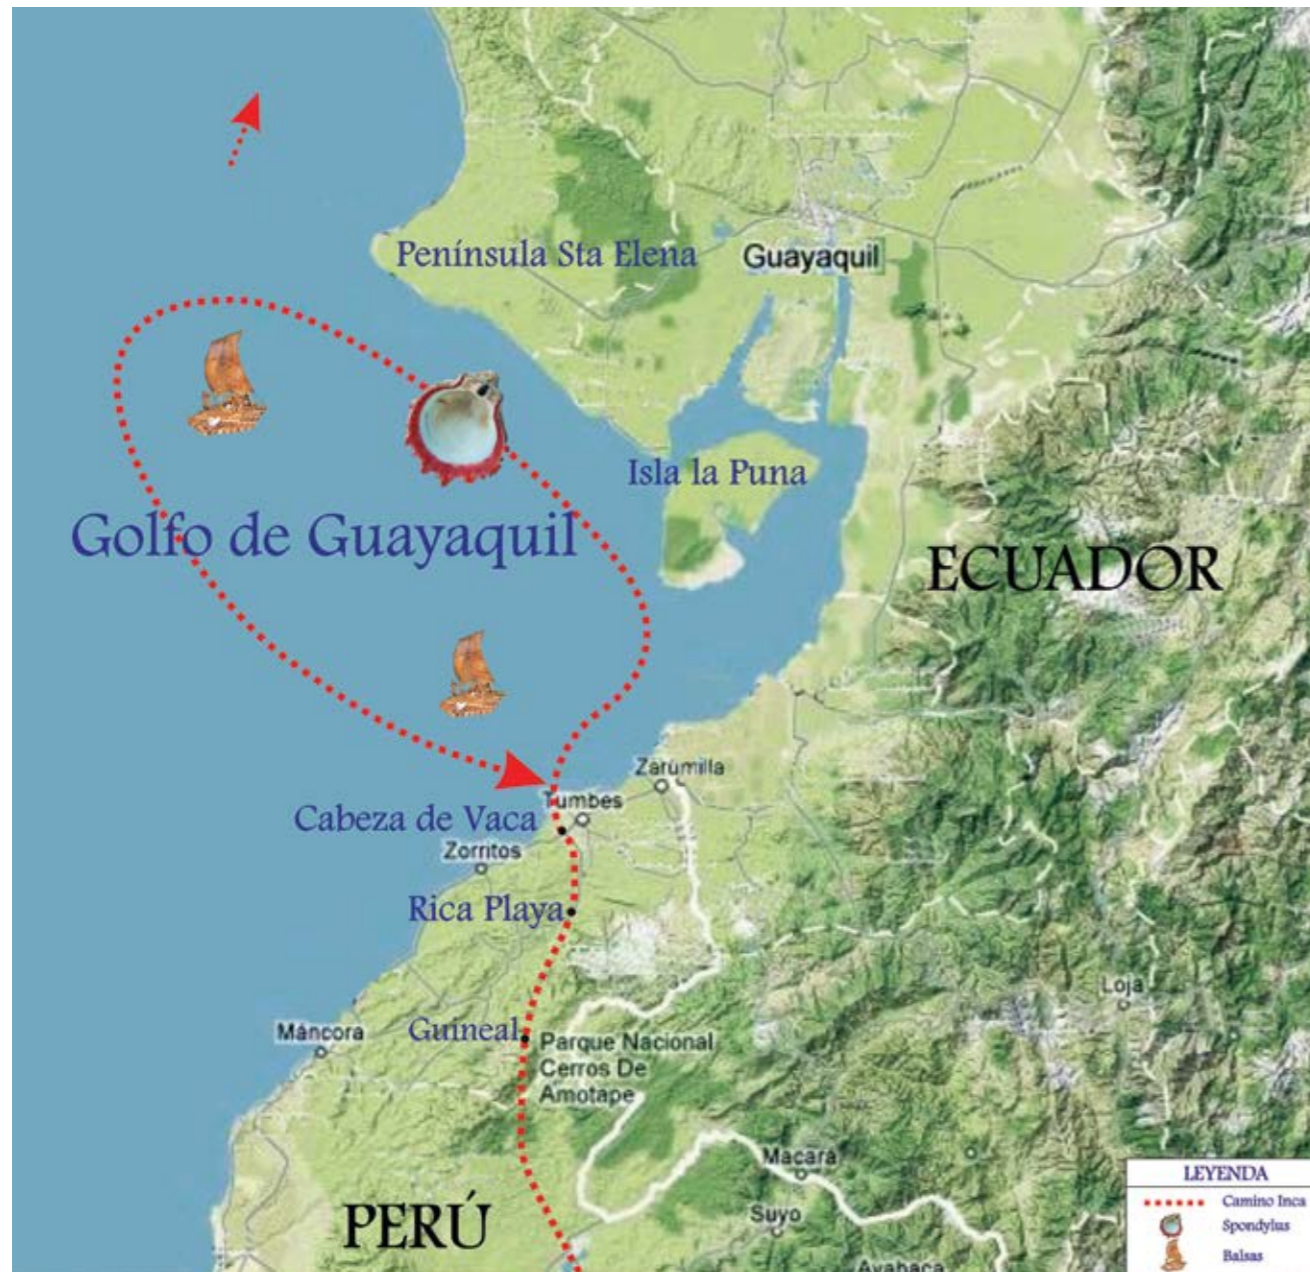 Península Sta Elena
Guayaquil
Isla la Puna
Golfo de Guayaquil
ECUADOR
Zarumilla
Tumbes
Cabeza de Vaca
Zorritos
Rica Playa
Loja
Máncora
Guineal
Parque Nacional
Cerros De
Amotape
Macará
PERÚ
Suyo
Ayabaca
LEYENDA
Camino Inca
Spondylus
Balsas